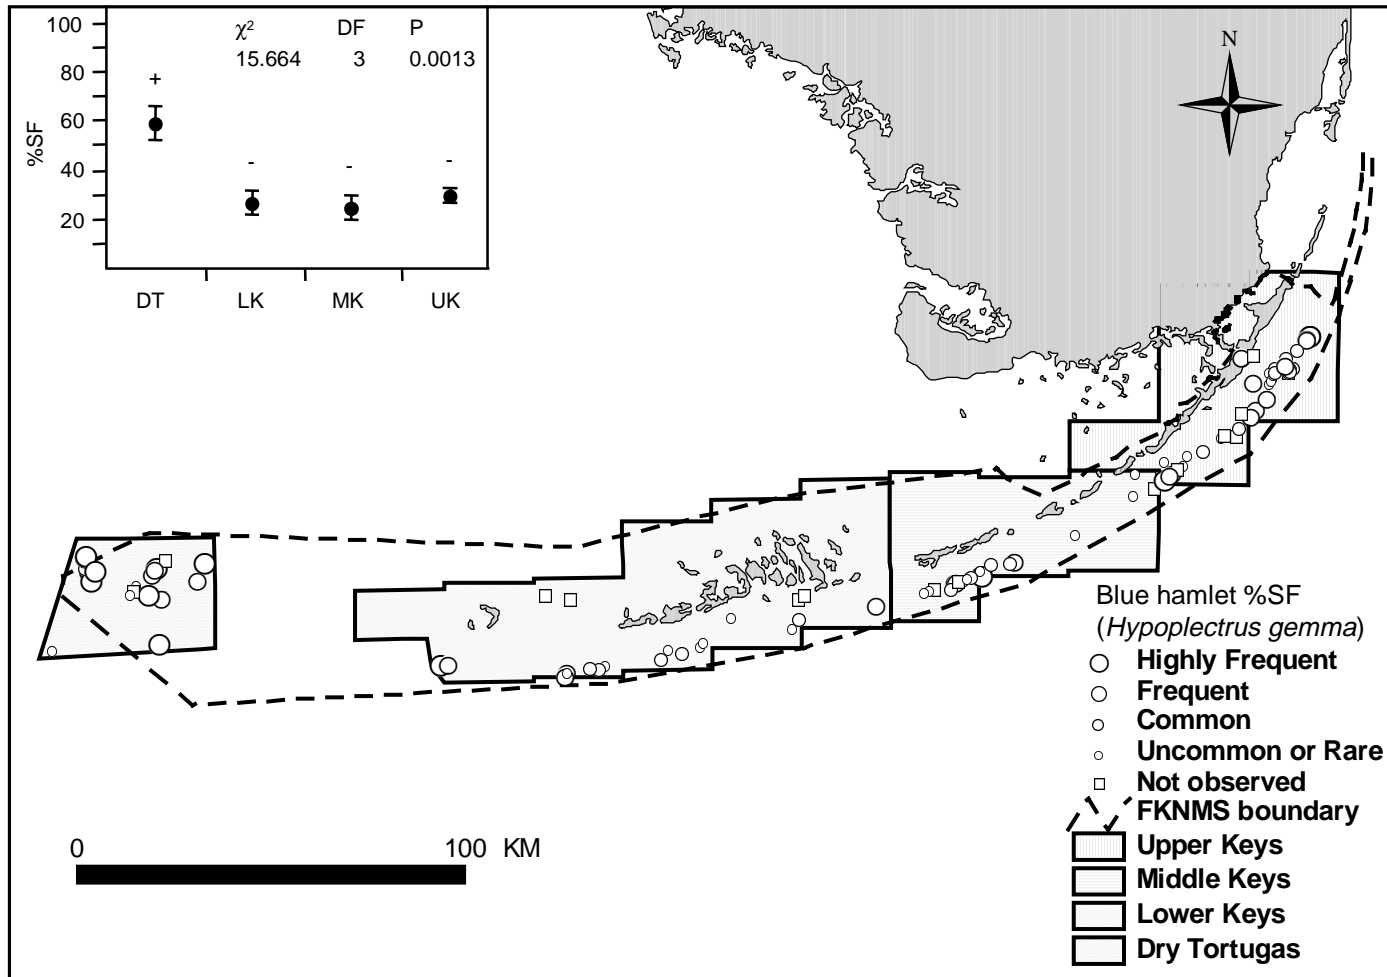 100
80
60
40
20
%SF
χ² DF P
15.664 3 0.0013
+
- - -
DT LK MK UK
N
Blue hamlet %SF
(Hypoplectrus gemma)
Highly Frequent
Frequent
Common
Uncommon or Rare
Not observed
FKNMS boundary
Upper Keys
Middle Keys
Lower Keys
Dry Tortugas
0 100 KM